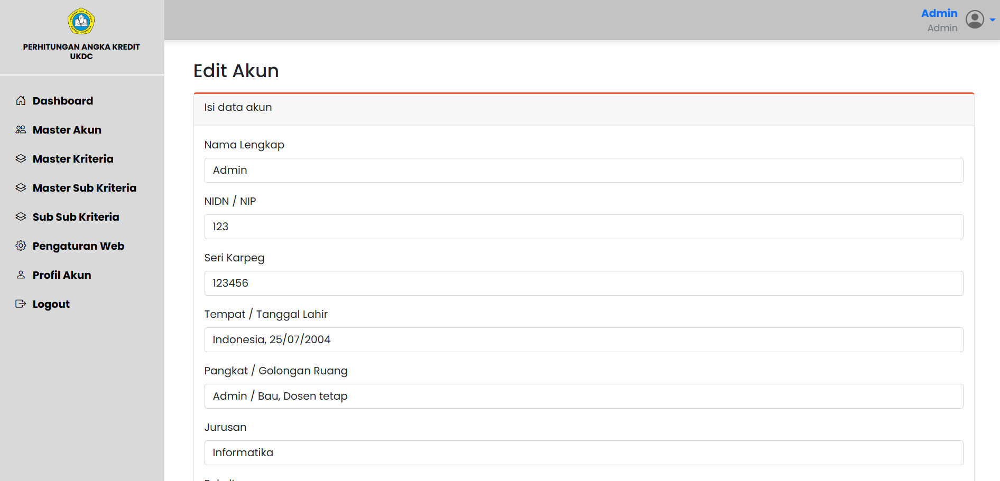 PERHITUNGAN ANGKA KREDIT
UKDC
Dashboard
Master Akun
Master Kriteria
Master Sub Kriteria
Sub Sub Kriteria
Pengaturan Web
Profil Akun
Logout
Admin
Admin
Edit Akun
Isi data akun
Nama Lengkap
Admin
NIDN / NIP
123
Seri Karpeg
123456
Tempat / Tanggal Lahir
Indonesia, 25/07/2004
Pangkat / Golongan Ruang
Admin / Bau, Dosen tetap
Jurusan
Informatika